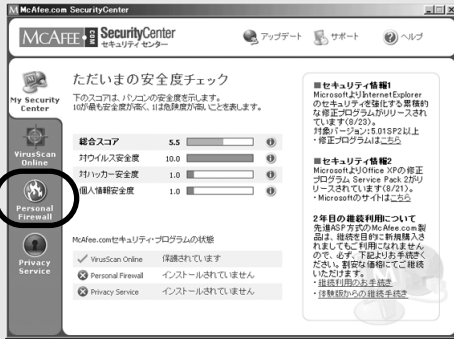 McAfee.com SecurityCenter
McAFEE .COM SecurityCenter
セキュリティ センター
アップデート サポート ヘルプ
My Security Center
VirusScan Online
Personal Firewall
Privacy Service
ただいまの安全度チェック
下のスコアは、パソコンの安全度を示します。
10が最も安全度が高く、1は危険度が高いことを表します。
総合スコア 5.5
対ウイルス安全度 10.0
対ハッカー安全度 1.0
個人情報安全度 1.0
McAfee.comセキュリティ・プログラムの状態
VirusScan Online 保護されています
Personal Firewall インストールされていません
Privacy Service インストールされていません
■セキュリティ情報1
MicrosoftよりInternetExplorer
のセキュリティを強化する累積的
な修正プログラムがリリースされ
ています(8/23)。
対象バージョン:5.01SP2以上
・修正プログラムはこちら
■セキュリティ情報2
MicrosoftよりOffice XPの修正
プログラム Service Pack 2がリ
リースされています(8/21)。
・Microsoftのサイトはこちら
2年目の継続利用について
先進ASP方式のMcAfee.com製
品は、継続を目的に新規購入さ
れましてもご利用になれません
ので、必ず、下記よりお手続きく
ださい。割安な価格にてご継続
いただけます。
・継続利用のお手続き
・体験版からの継続手続き